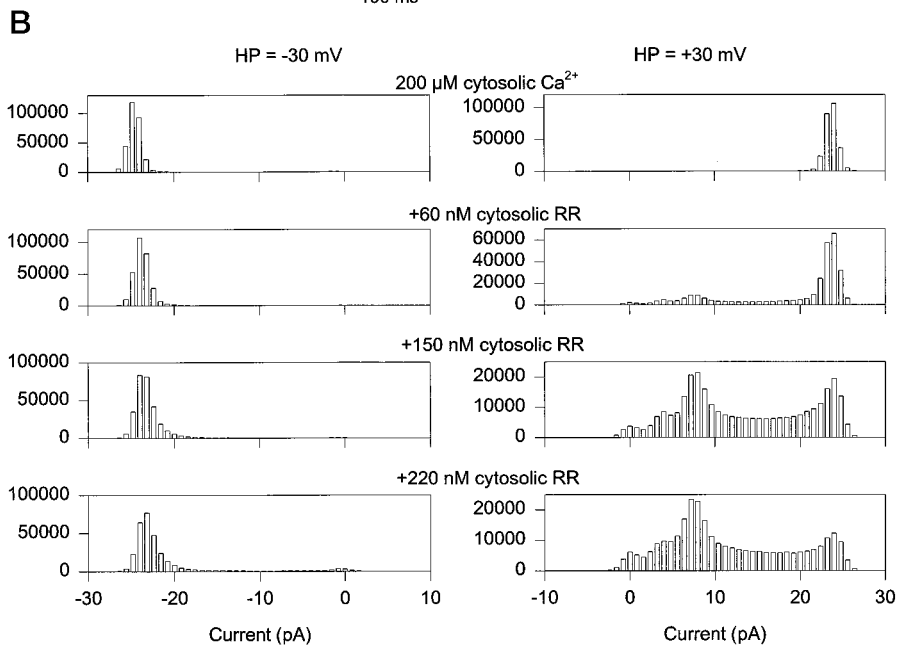 B
HP = -30 mV
HP = +30 mV
200 µM cytosolic Ca²⁺
100000
50000
0
100000
50000
0
+60 nM cytosolic RR
100000
50000
0
60000
40000
20000
0
+150 nM cytosolic RR
100000
50000
0
20000
10000
0
+220 nM cytosolic RR
100000
50000
0
20000
10000
0
-30 -20 -10 0 10
-10 0 10 20 30
Current (pA)
Current (pA)